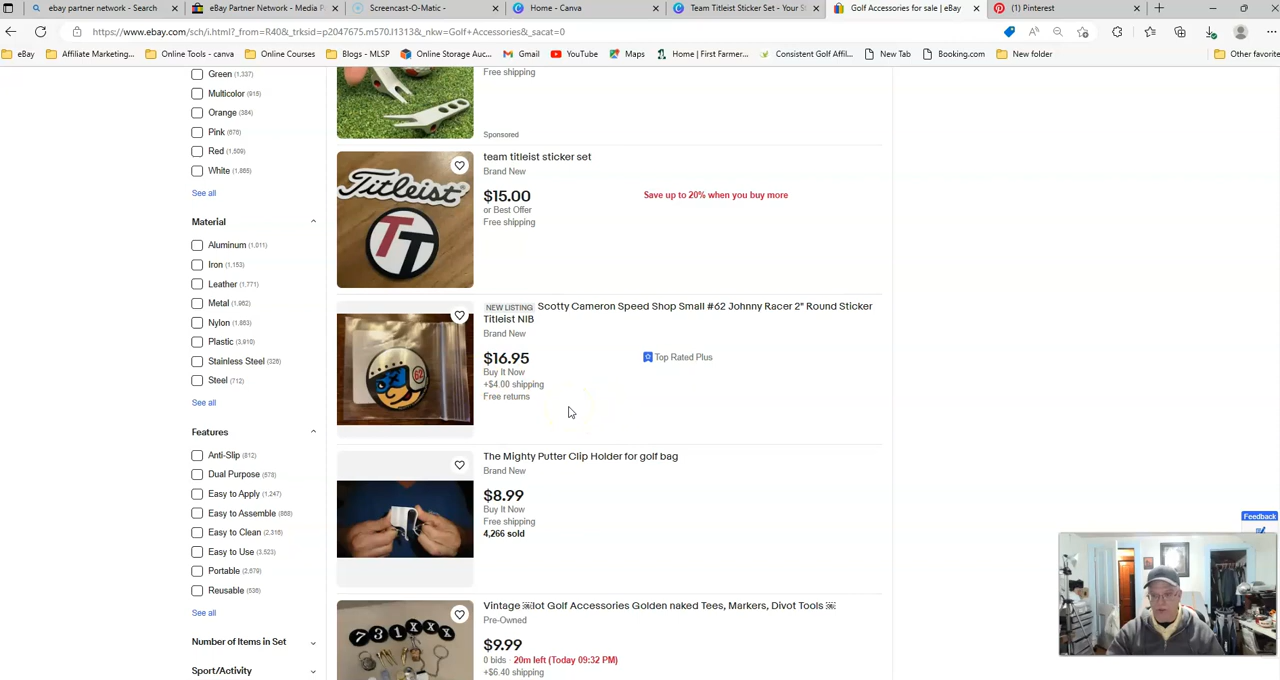 ebay partner network - Search
eBay Partner Network - Media P
Screencast-O-Matic -
Home - Canva
Team Titleist Sticker Set - Your S
Golf Accessories for sale | eBay
(1) Pinterest
https://www.ebay.com/sch/i.html?_from=R40&_trksid=p2047675.m570.l1313&_nkw=Golf+Accessories&_sacat=0
eBay
Affiliate Marketing...
Online Tools - canva
Online Courses
Blogs - MLSP
Online Storage Auc...
Gmail
YouTube
Maps
Home | First Farmer...
Consistent Golf Affil...
New Tab
Booking.com
New folder
Other favorite
Green (1,337)
Multicolor (915)
Orange (384)
Pink (676)
Red (1,509)
White (1,865)
See all
Material
Aluminum (1,011)
Iron (1,153)
Leather (1,771)
Metal (1,962)
Nylon (1,863)
Plastic (3,910)
Stainless Steel (326)
Steel (712)
See all
Features
Anti-Slip (812)
Dual Purpose (578)
Easy to Apply (1,247)
Easy to Assemble (868)
Easy to Clean (2,316)
Easy to Use (3,523)
Portable (2,679)
Reusable (536)
See all
Number of Items in Set
Sport/Activity
Free shipping
Sponsored
Titleist
TT
team titleist sticker set
Brand New
$15.00
or Best Offer
Free shipping
Save up to 20% when you buy more
62
NEW LISTING Scotty Cameron Speed Shop Small #62 Johnny Racer 2" Round Sticker
Titleist NIB
Brand New
$16.95
Buy It Now
+$4.00 shipping
Free returns
Top Rated Plus
The Mighty Putter Clip Holder for golf bag
Brand New
$8.99
Buy It Now
Free shipping
4,266 sold
731XXX
Vintage lot Golf Accessories Golden naked Tees, Markers, Divot Tools
Pre-Owned
$9.99
0 bids · 20m left (Today 09:32 PM)
+$6.40 shipping
Feedback